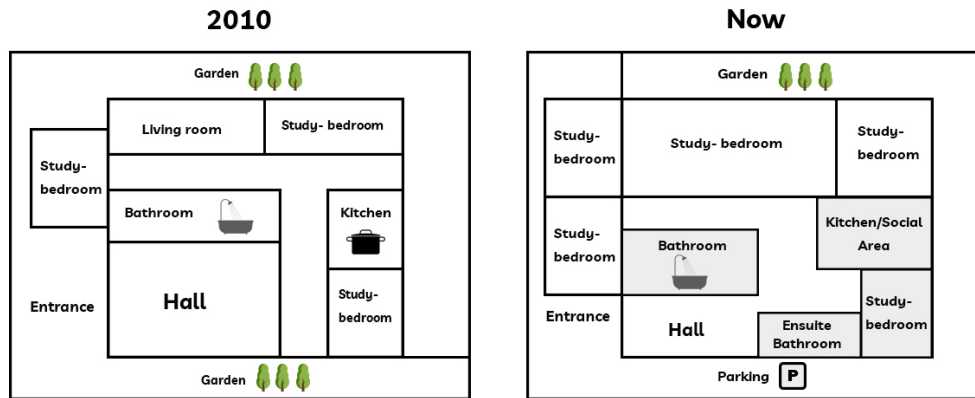 2010
Garden
Living room
Study- bedroom
Study-
bedroom
Bathroom
Kitchen
Entrance
Hall
Study-
bedroom
Garden
Now
Garden
Study-
bedroom
Study- bedroom
Study-
bedroom
Study-
bedroom
Bathroom
Kitchen/Social
Area
Entrance
Hall
Ensuite
Bathroom
Study-
bedroom
Parking P